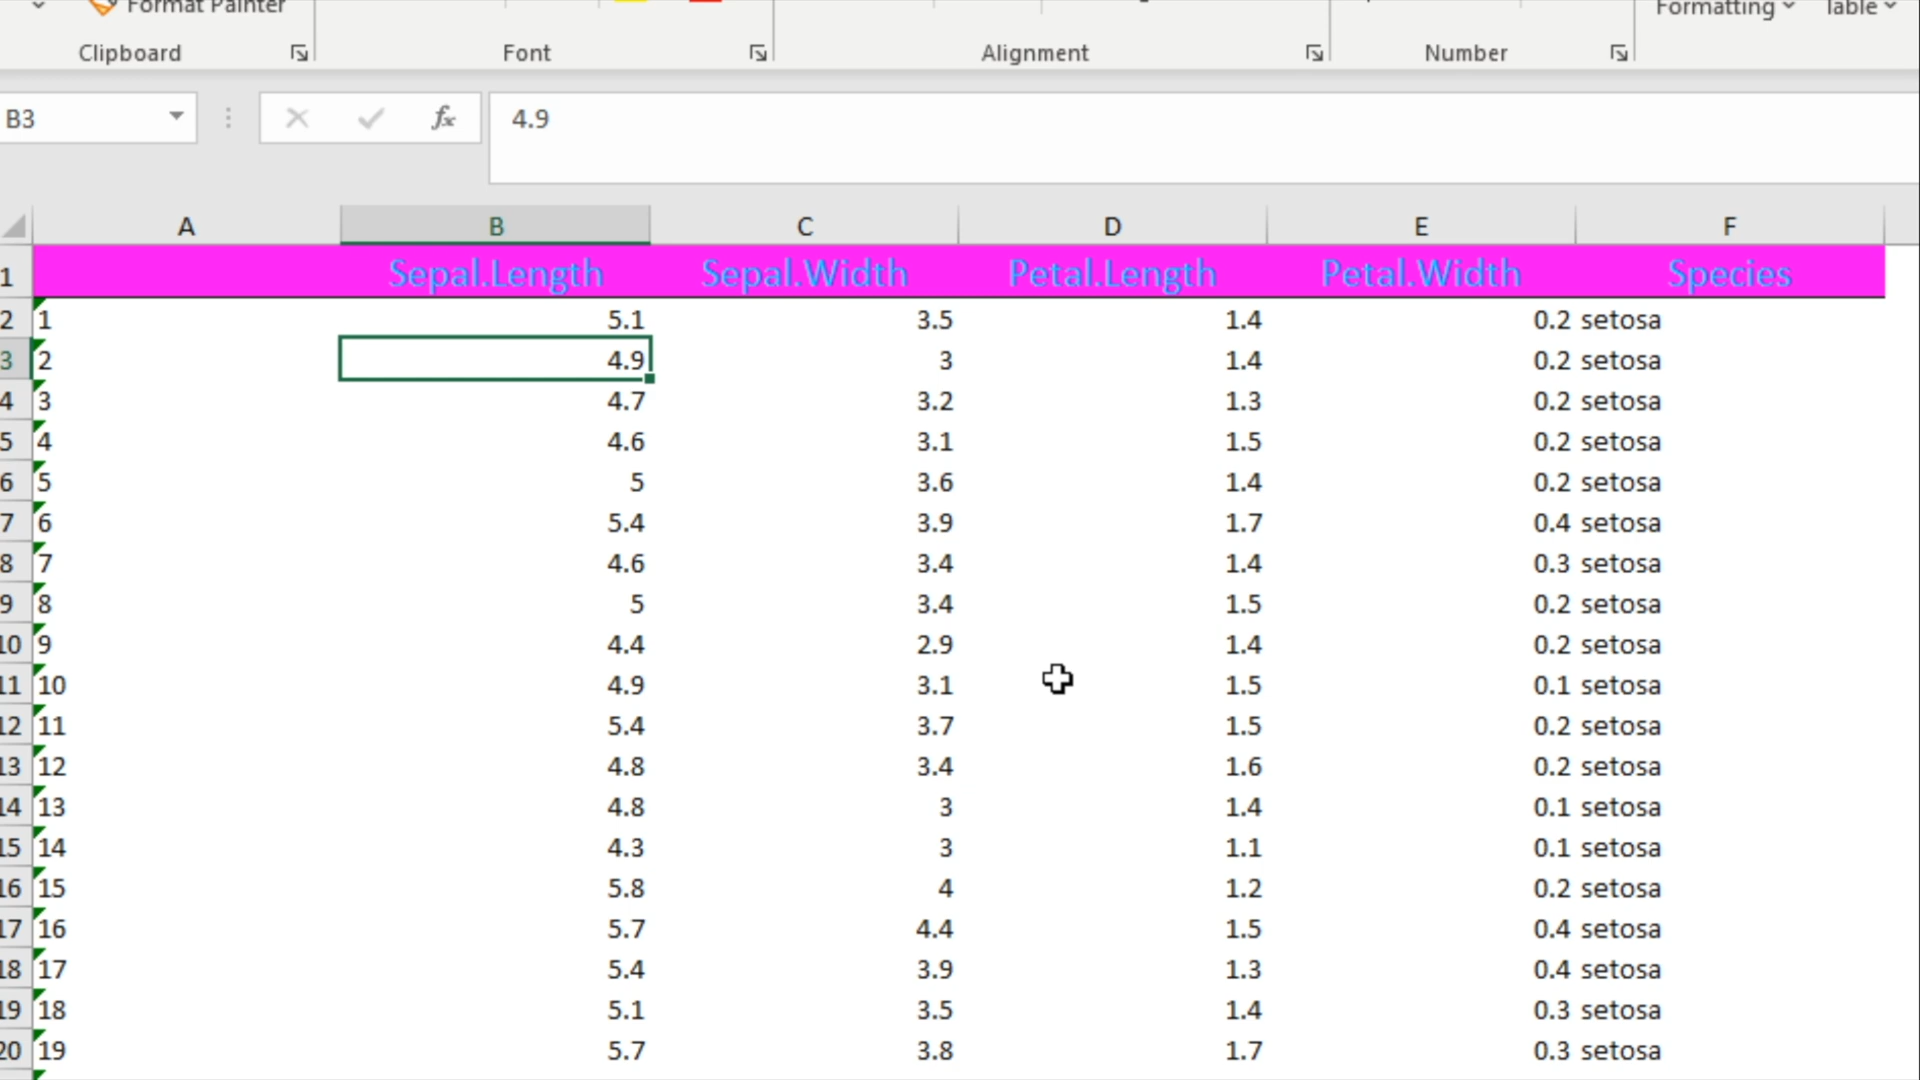 Format Painter
Formatting
Table
Clipboard Font Alignment Number
B3 fx 4.9
A B C D E F
1 Sepal.Length Sepal.Width Petal.Length Petal.Width Species
2 1 5.1 3.5 1.4 0.2 setosa
3 2 4.9 3 1.4 0.2 setosa
4 3 4.7 3.2 1.3 0.2 setosa
5 4 4.6 3.1 1.5 0.2 setosa
6 5 5 3.6 1.4 0.2 setosa
7 6 5.4 3.9 1.7 0.4 setosa
8 7 4.6 3.4 1.4 0.3 setosa
9 8 5 3.4 1.5 0.2 setosa
10 9 4.4 2.9 1.4 0.2 setosa
11 10 4.9 3.1 1.5 0.1 setosa
12 11 5.4 3.7 1.5 0.2 setosa
13 12 4.8 3.4 1.6 0.2 setosa
14 13 4.8 3 1.4 0.1 setosa
15 14 4.3 3 1.1 0.1 setosa
16 15 5.8 4 1.2 0.2 setosa
17 16 5.7 4.4 1.5 0.4 setosa
18 17 5.4 3.9 1.3 0.4 setosa
19 18 5.1 3.5 1.4 0.3 setosa
20 19 5.7 3.8 1.7 0.3 setosa